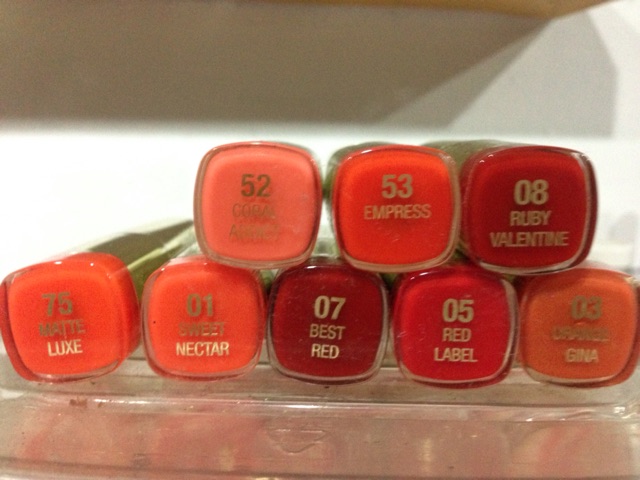 52
CORAL
53
EMPRESS
08
RUBY
VALENTINE
75
MATTE
LUXE
01
SWEET
NECTAR
07
BEST
RED
05
RED
LABEL
03
ORANGE
GINA